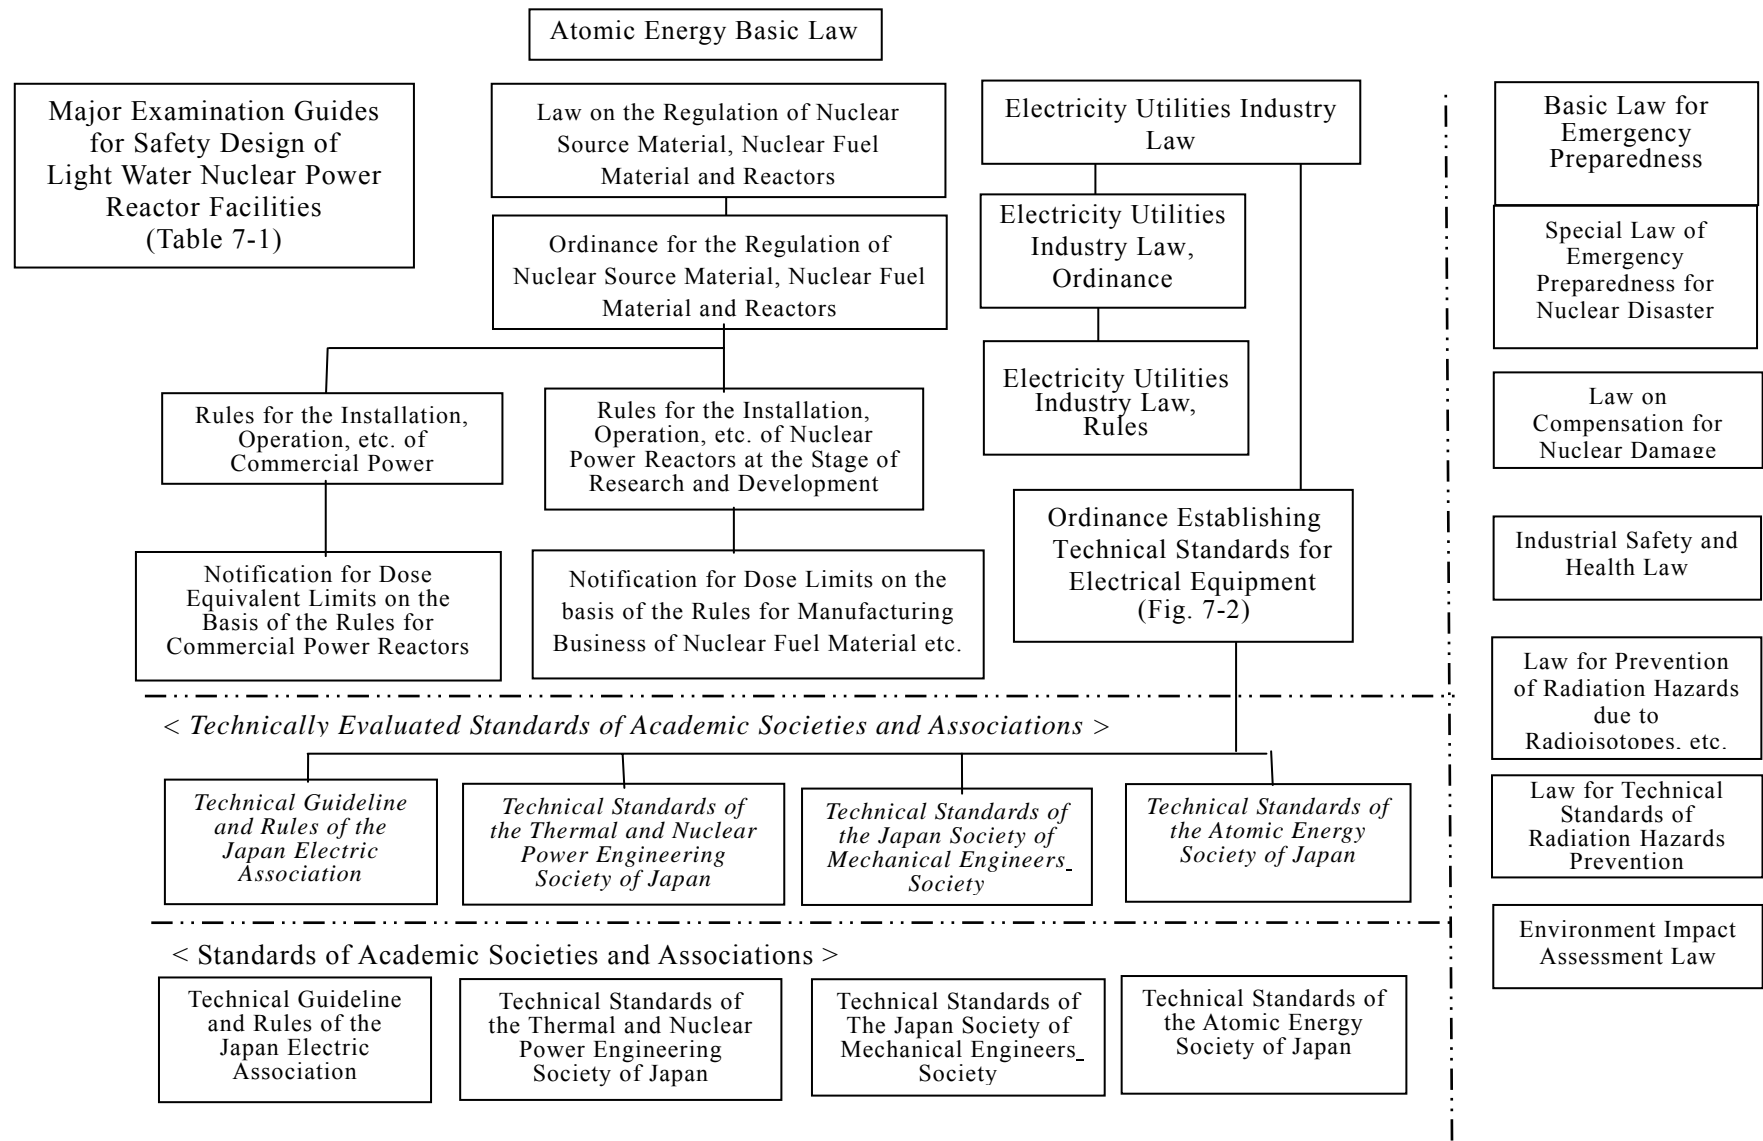 Atomic Energy Basic Law
Major Examination Guides
for Safety Design of
Light Water Nuclear Power
Reactor Facilities
(Table 7-1)
Law on the Regulation of Nuclear
Source Material, Nuclear Fuel
Material and Reactors
Ordinance for the Regulation of
Nuclear Source Material, Nuclear Fuel
Material and Reactors
Rules for the Installation,
Operation, etc. of
Commercial Power
Rules for the Installation,
Operation, etc. of Nuclear
Power Reactors at the Stage of
Research and Development
Notification for Dose
Equivalent Limits on the
Basis of the Rules for
Commercial Power Reactors
Notification for Dose Limits on the
basis of the Rules for Manufacturing
Business of Nuclear Fuel Material etc.
Electricity Utilities Industry
Law
Electricity Utilities
Industry Law,
Ordinance
Electricity Utilities
Industry Law,
Rules
Ordinance Establishing
Technical Standards for
Electrical Equipment
(Fig. 7-2)
< Technically Evaluated Standards of Academic Societies and Associations >
Technical Guideline
and Rules of the
Japan Electric
Association
Technical Standards of
the Thermal and Nuclear
Power Engineering
Society of Japan
Technical Standards of
the Japan Society of
Mechanical Engineers_
Society
Technical Standards of
the Atomic Energy
Society of Japan
< Standards of Academic Societies and Associations >
Technical Guideline
and Rules of the
Japan Electric
Association
Technical Standards of
the Thermal and Nuclear
Power Engineering
Society of Japan
Technical Standards of
The Japan Society of
Mechanical Engineers_
Society
Technical Standards of
the Atomic Energy
Society of Japan
Basic Law for
Emergency
Preparedness
Special Law of
Emergency
Preparedness for
Nuclear Disaster
Law on
Compensation for
Nuclear Damage
Industrial Safety and
Health Law
Law for Prevention
of Radiation Hazards
due to
Radioisotopes, etc.
Law for Technical
Standards of
Radiation Hazards
Prevention
Environment Impact
Assessment Law